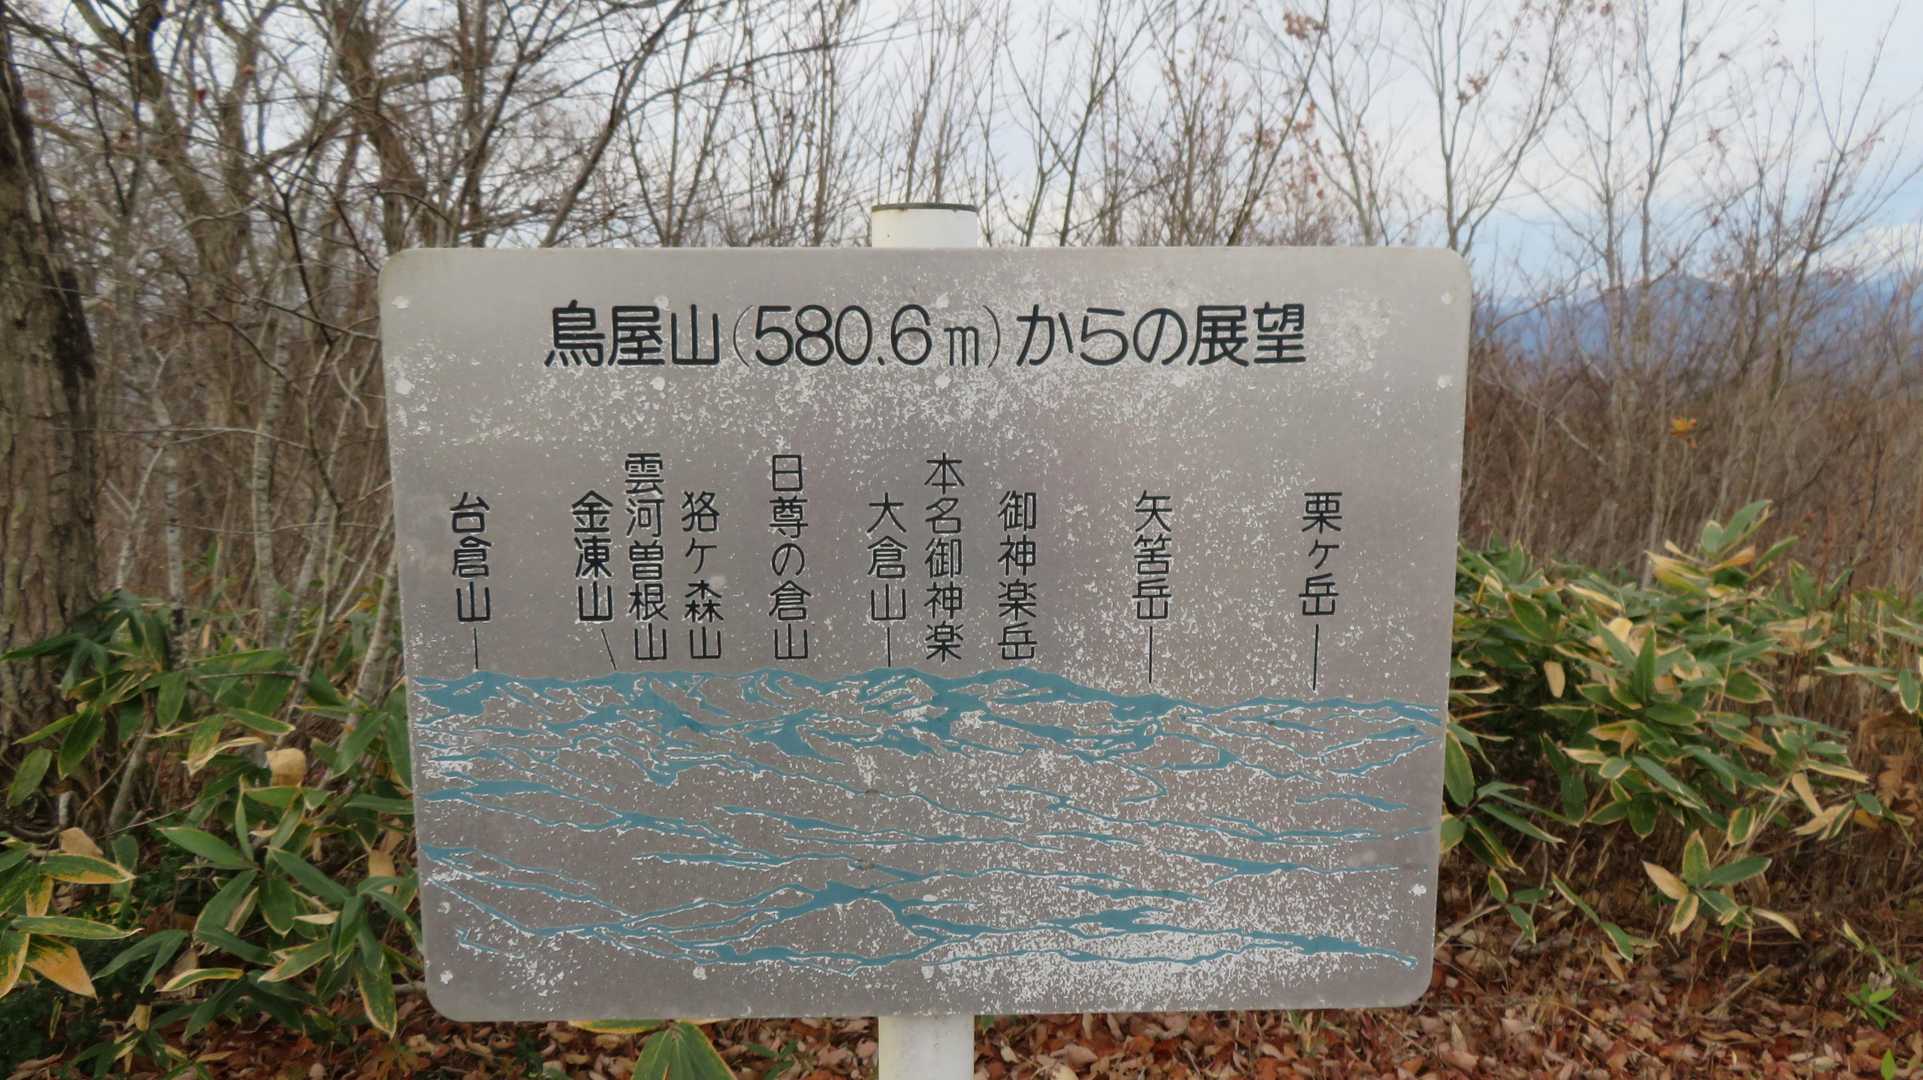 鳥屋山(580.6m)からの展望
台倉山
金凍山
雲河曽根山
狢ケ森山
日尊の倉山
大倉山
本名御神楽
御神楽岳
矢筈岳
栗ヶ岳